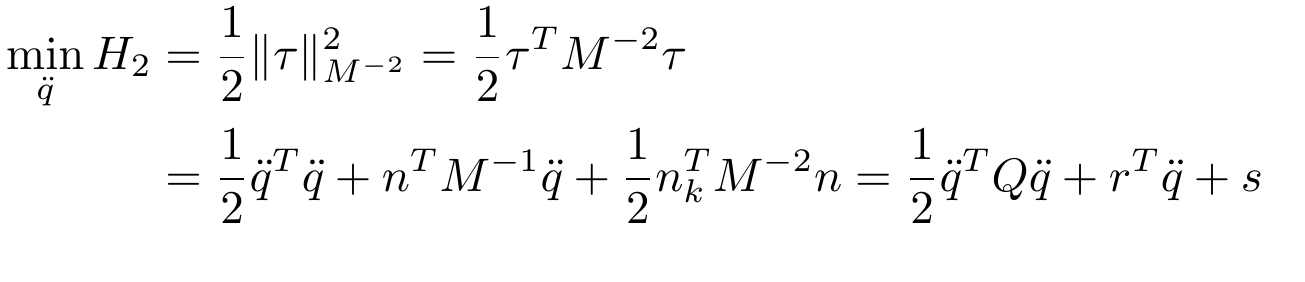 \min_{\ddot{q}} H_2 = \frac{1}{2} \| \tau \|^2_{M^{-2}} = \frac{1}{2} \tau^T M^{-2} \tau
= \frac{1}{2} \ddot{q}^T \ddot{q} + n^T M^{-1} \ddot{q} + \frac{1}{2} n_k^T M^{-2} n = \frac{1}{2} \ddot{q}^T Q \ddot{q} + r^T \ddot{q} + s